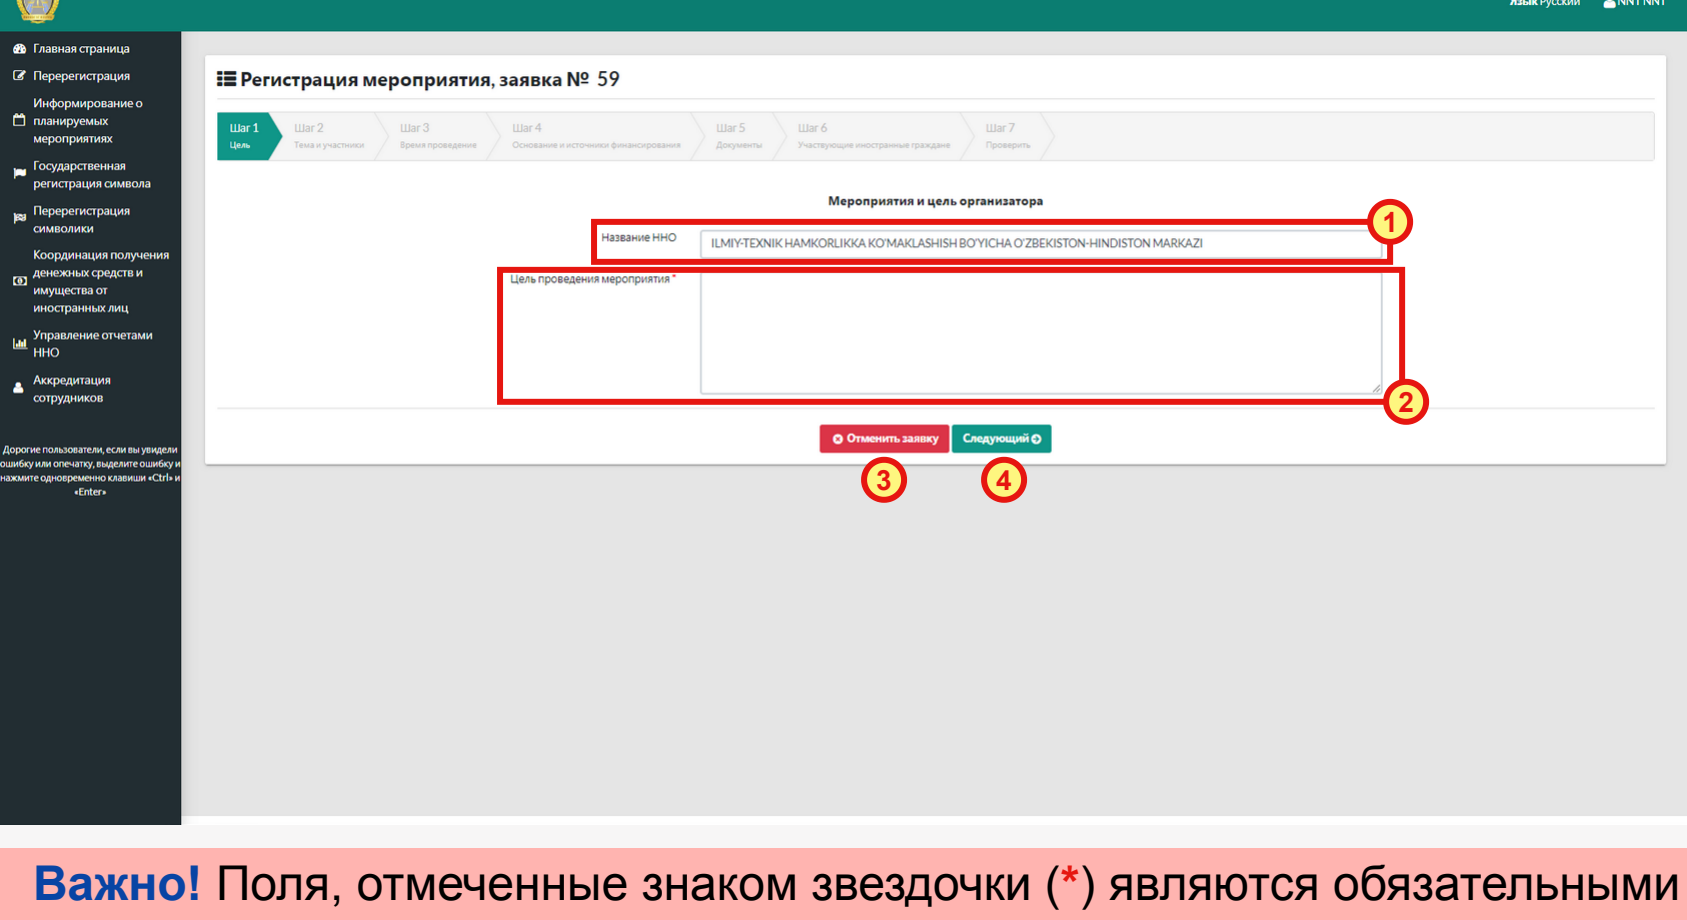 Язык Русский NNT NNT
Главная страница
Перерегистрация
Информирование о
планируемых
мероприятиях
Государственная
регистрация символа
Перерегистрация
символики
Координация получения
денежных средств и
имущества от
иностранных лиц
Управление отчетами
ННО
Аккредитация
сотрудников
Дорогие пользователи, если вы увидели
ошибку или опечатку, выделите ошибку и
нажмите одновременно клавиши «Ctrl» и
«Enter»
Регистрация мероприятия, заявка № 59
Шаг 1
Цель
Шаг 2
Тема и участники
Шаг 3
Время проведение
Шаг 4
Основание и источники финансирования
Шаг 5
Документы
Шаг 6
Участвующие иностранные граждане
Шаг 7
Проверить
Мероприятия и цель организатора
1
Название ННО ILMIY-TEXNIK HAMKORLIKKA KO'MAKLASHISH BO'YICHA O'ZBEKISTON-HINDISTON MARKAZI
Цель проведения мероприятия *
2
Отменить заявку Следующий
3 4
Важно! Поля, отмеченные знаком звездочки (*) являются обязательными